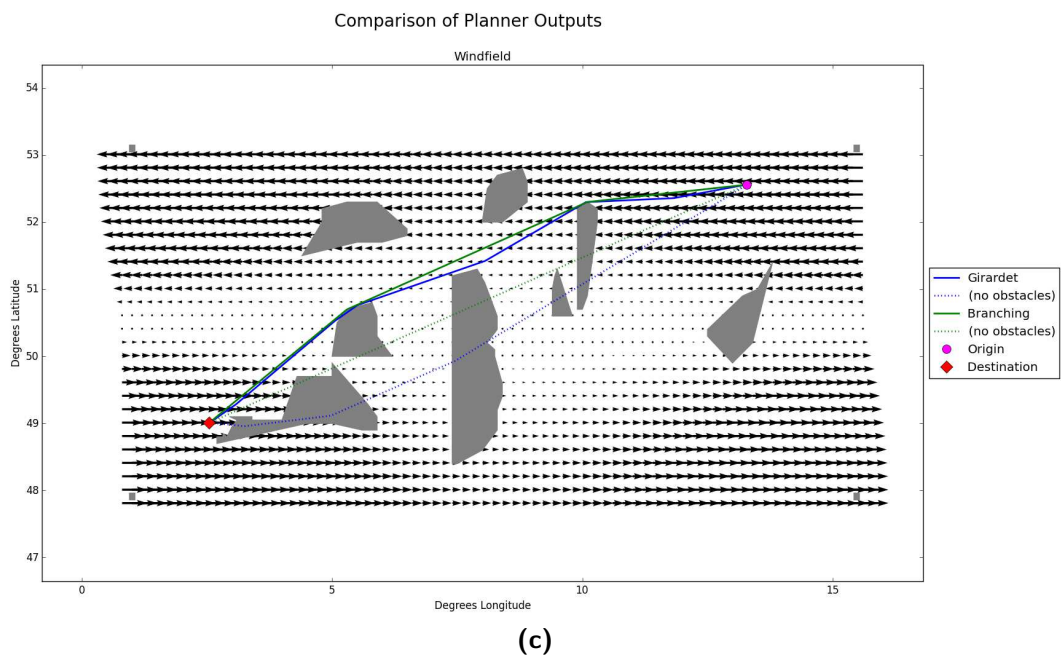 Comparison of Planner Outputs
Windfield
54
53
52
51
50
49
48
47
Degrees Latitude
0
5
10
15
Degrees Longitude
Girardet
(no obstacles)
Branching
(no obstacles)
Origin
Destination
(c)